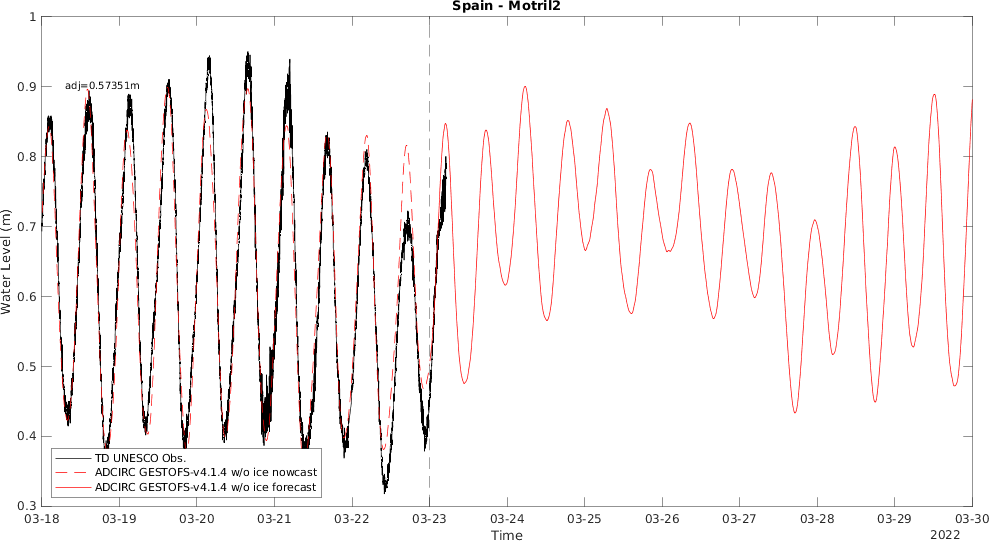 Spain - Motril2
Water Level (m)
1
0.9
0.8
0.7
0.6
0.5
0.4
0.3
adj=0.57351m
TD UNESCO Obs.
ADCIRC GESTOFS-v4.1.4 w/o ice nowcast
ADCIRC GESTOFS-v4.1.4 w/o ice forecast
03-18 03-19 03-20 03-21 03-22 03-23 03-24 03-25 03-26 03-27 03-28 03-29 03-30
Time
2022